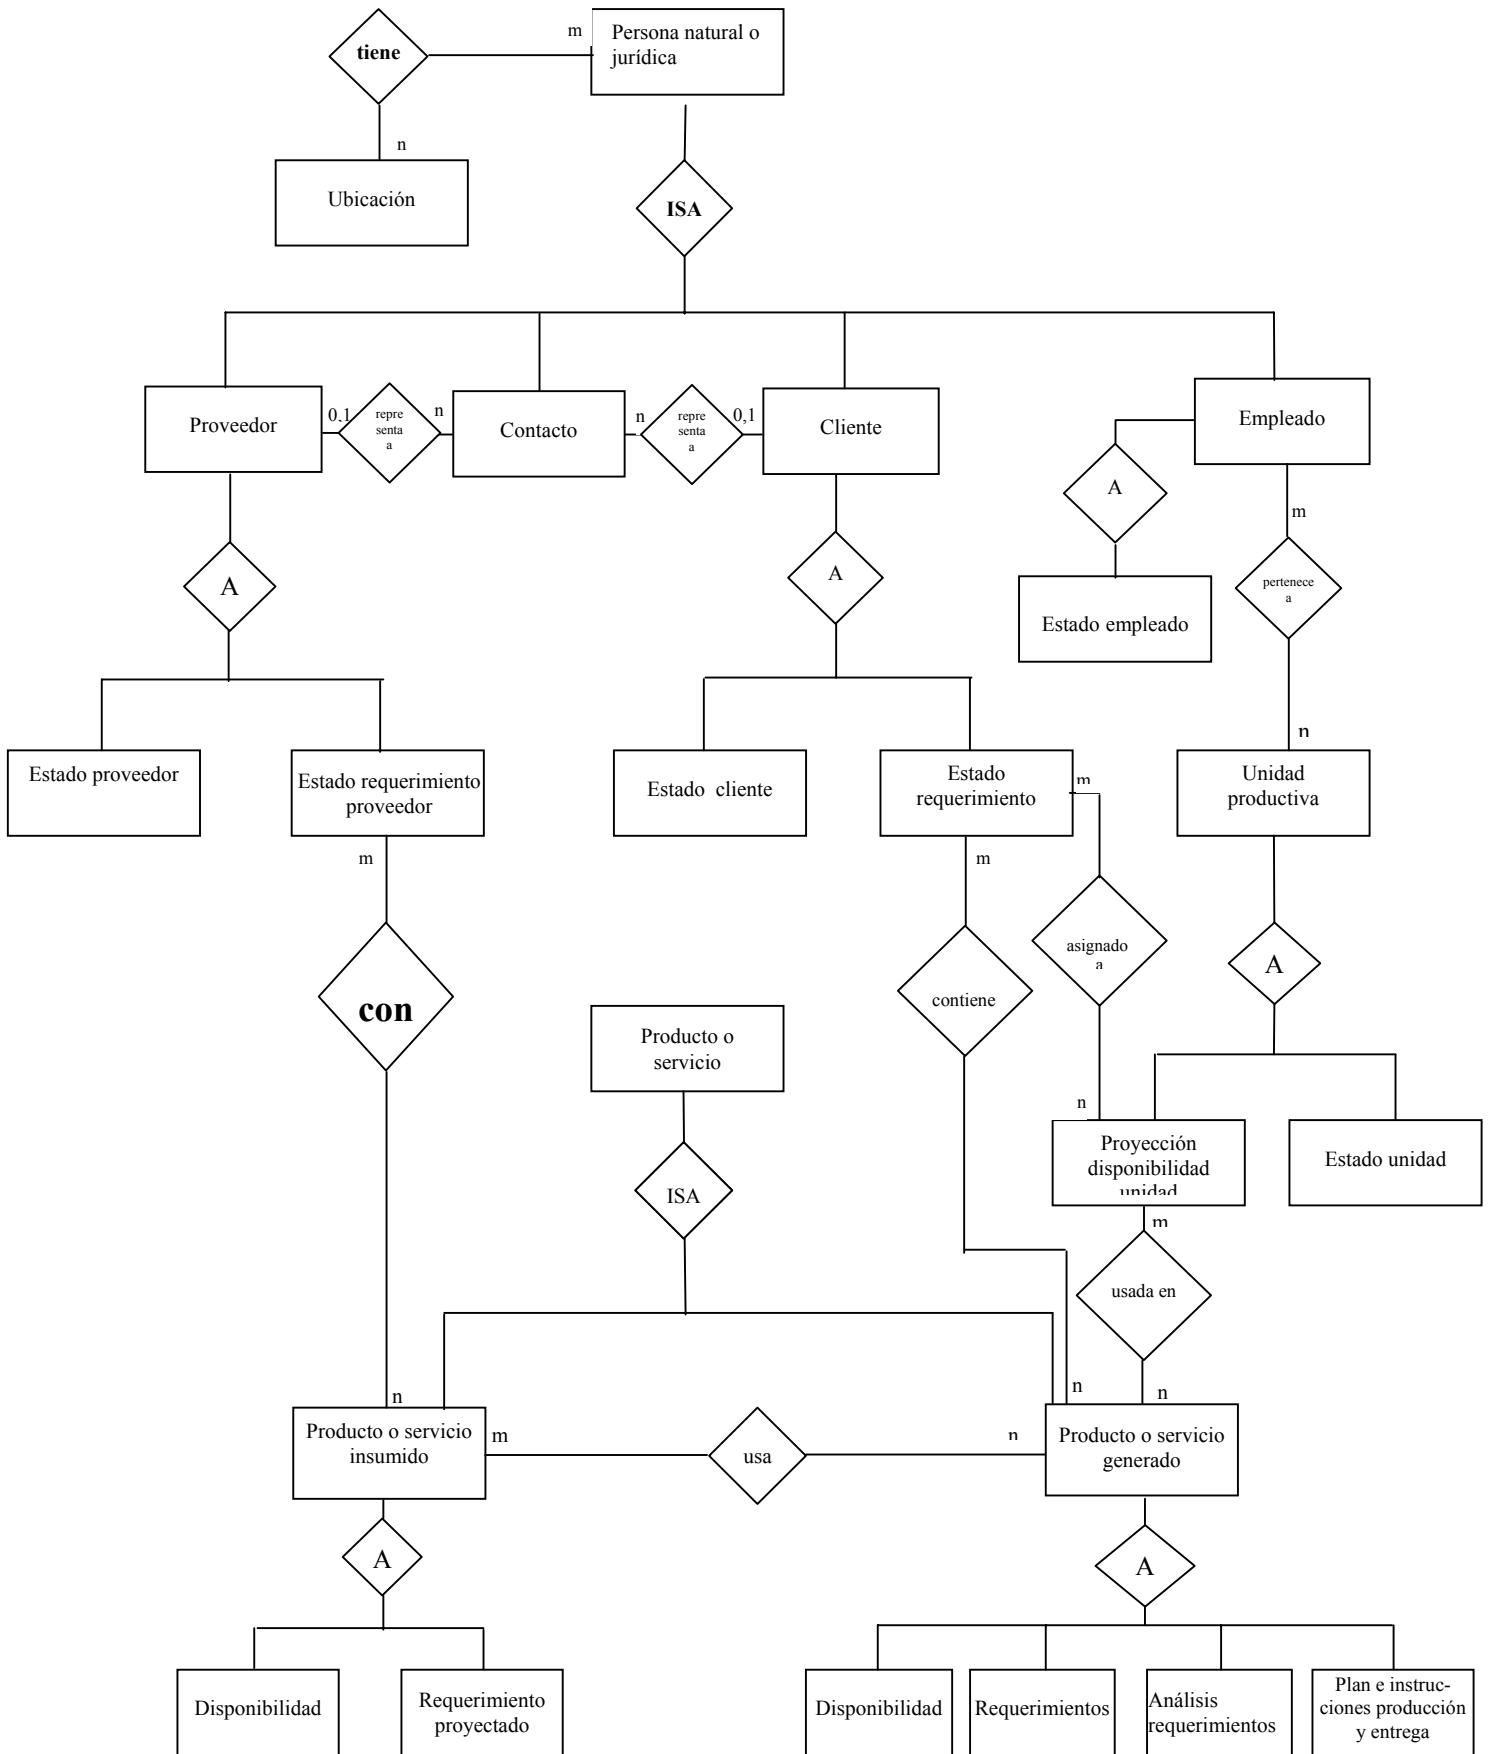 m
Persona natural o
jurídica
tiene
n
Ubicación
ISA
Proveedor
0,1
repre
senta
a
n
Contacto
n
repre
senta
a
0,1
Cliente
Empleado
A
m
A
A
pertenece
a
Estado empleado
n
Estado proveedor
Estado requerimiento
proveedor
Estado cliente
Estado
requerimiento
m
Unidad
productiva
m
m
con
contiene
asignado
a
A
Producto o
servicio
n
Proyección
disponibilidad
unidad
Estado unidad
ISA
m
usada en
n
n
n
Producto o servicio
insumido
m
usa
n
Producto o servicio
generado
A
A
Disponibilidad
Requerimiento
proyectado
Disponibilidad
Requerimientos
Análisis
requerimientos
Plan e instruc-
ciones producción
y entrega